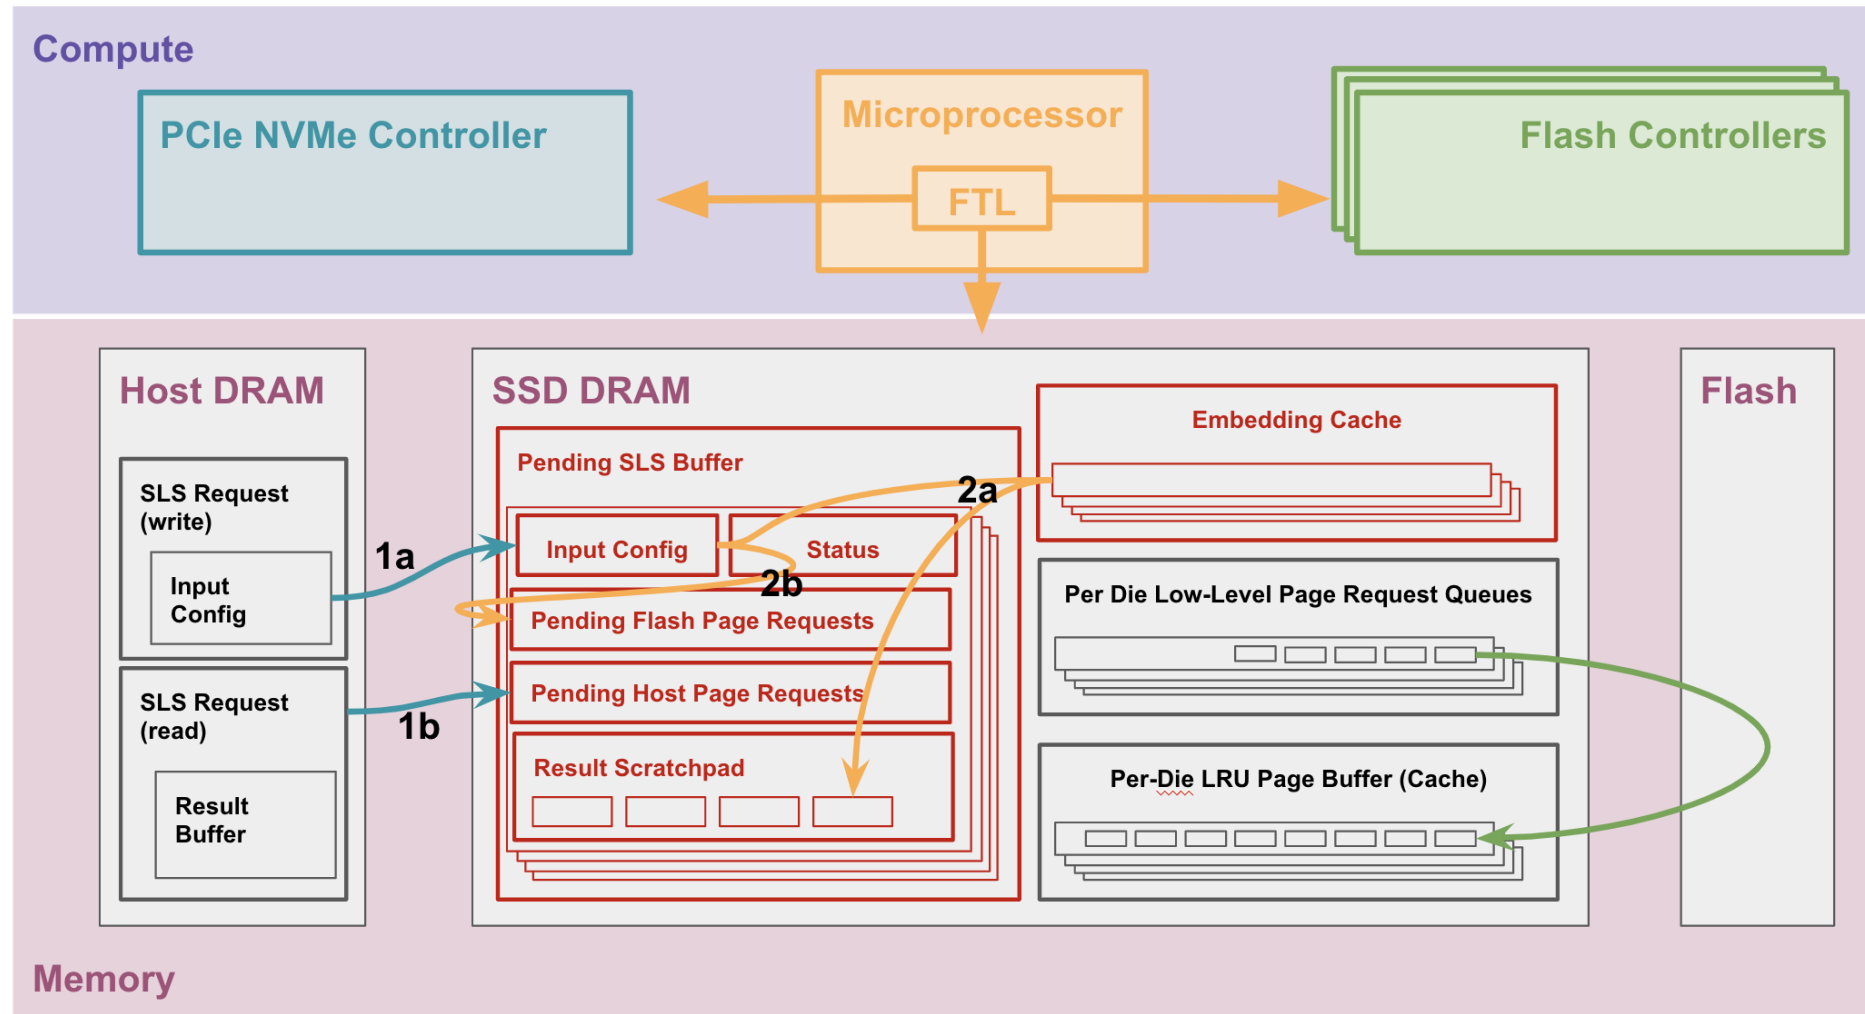 Compute
PCIe NVMe Controller
Microprocessor
FTL
Flash Controllers
Host DRAM
SLS Request
(write)
Input
Config
SLS Request
(read)
Result
Buffer
1a
1b
SSD DRAM
Pending SLS Buffer
Input Config
Status
2a
2b
Pending Flash Page Requests
Pending Host Page Requests
Result Scratchpad
Embedding Cache
Per Die Low-Level Page Request Queues
Per-Die LRU Page Buffer (Cache)
Flash
Memory